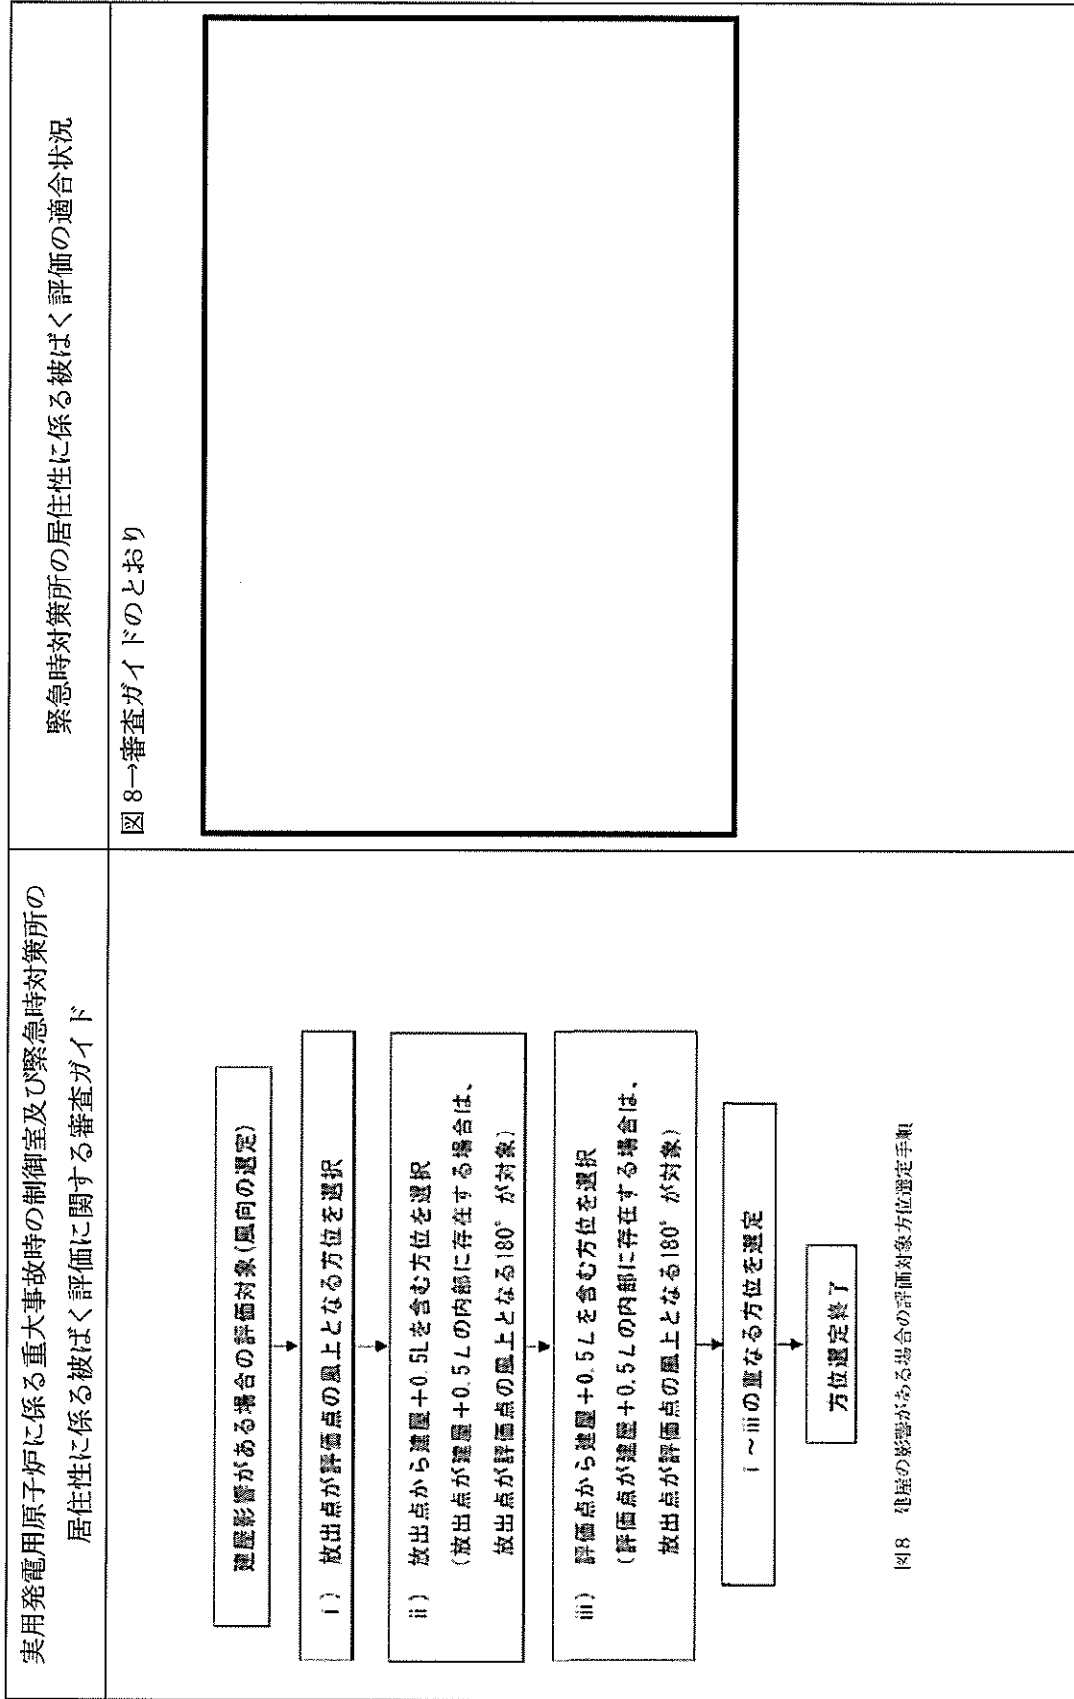 実用発電用原子炉に係る重大事故時の制御室及び緊急時対策所の
居住性に係る被ばく評価に関する審査ガイド
緊急時対策所の居住性に係る被ばく評価の適合状況
建屋影響がある場合の評価対象(風向の選定)
i) 放出点が評価点の風上となる方位を選択
ii) 放出点から建屋+0.5Lを含む方位を選択
(放出点が建屋+0.5Lの内部に存在する場合は、
放出点が評価点の風上となる180°が対象)
iii) 評価点から建屋+0.5Lを含む方位を選択
(評価点が建屋+0.5Lの内部に存在する場合は、
放出点が評価点の風上となる180°が対象)
i~iiiの重なる方位を選定
方位選定終了
図8 建屋の影響がある場合の評価対象方位選定手順
図8→審査ガイドのとおり